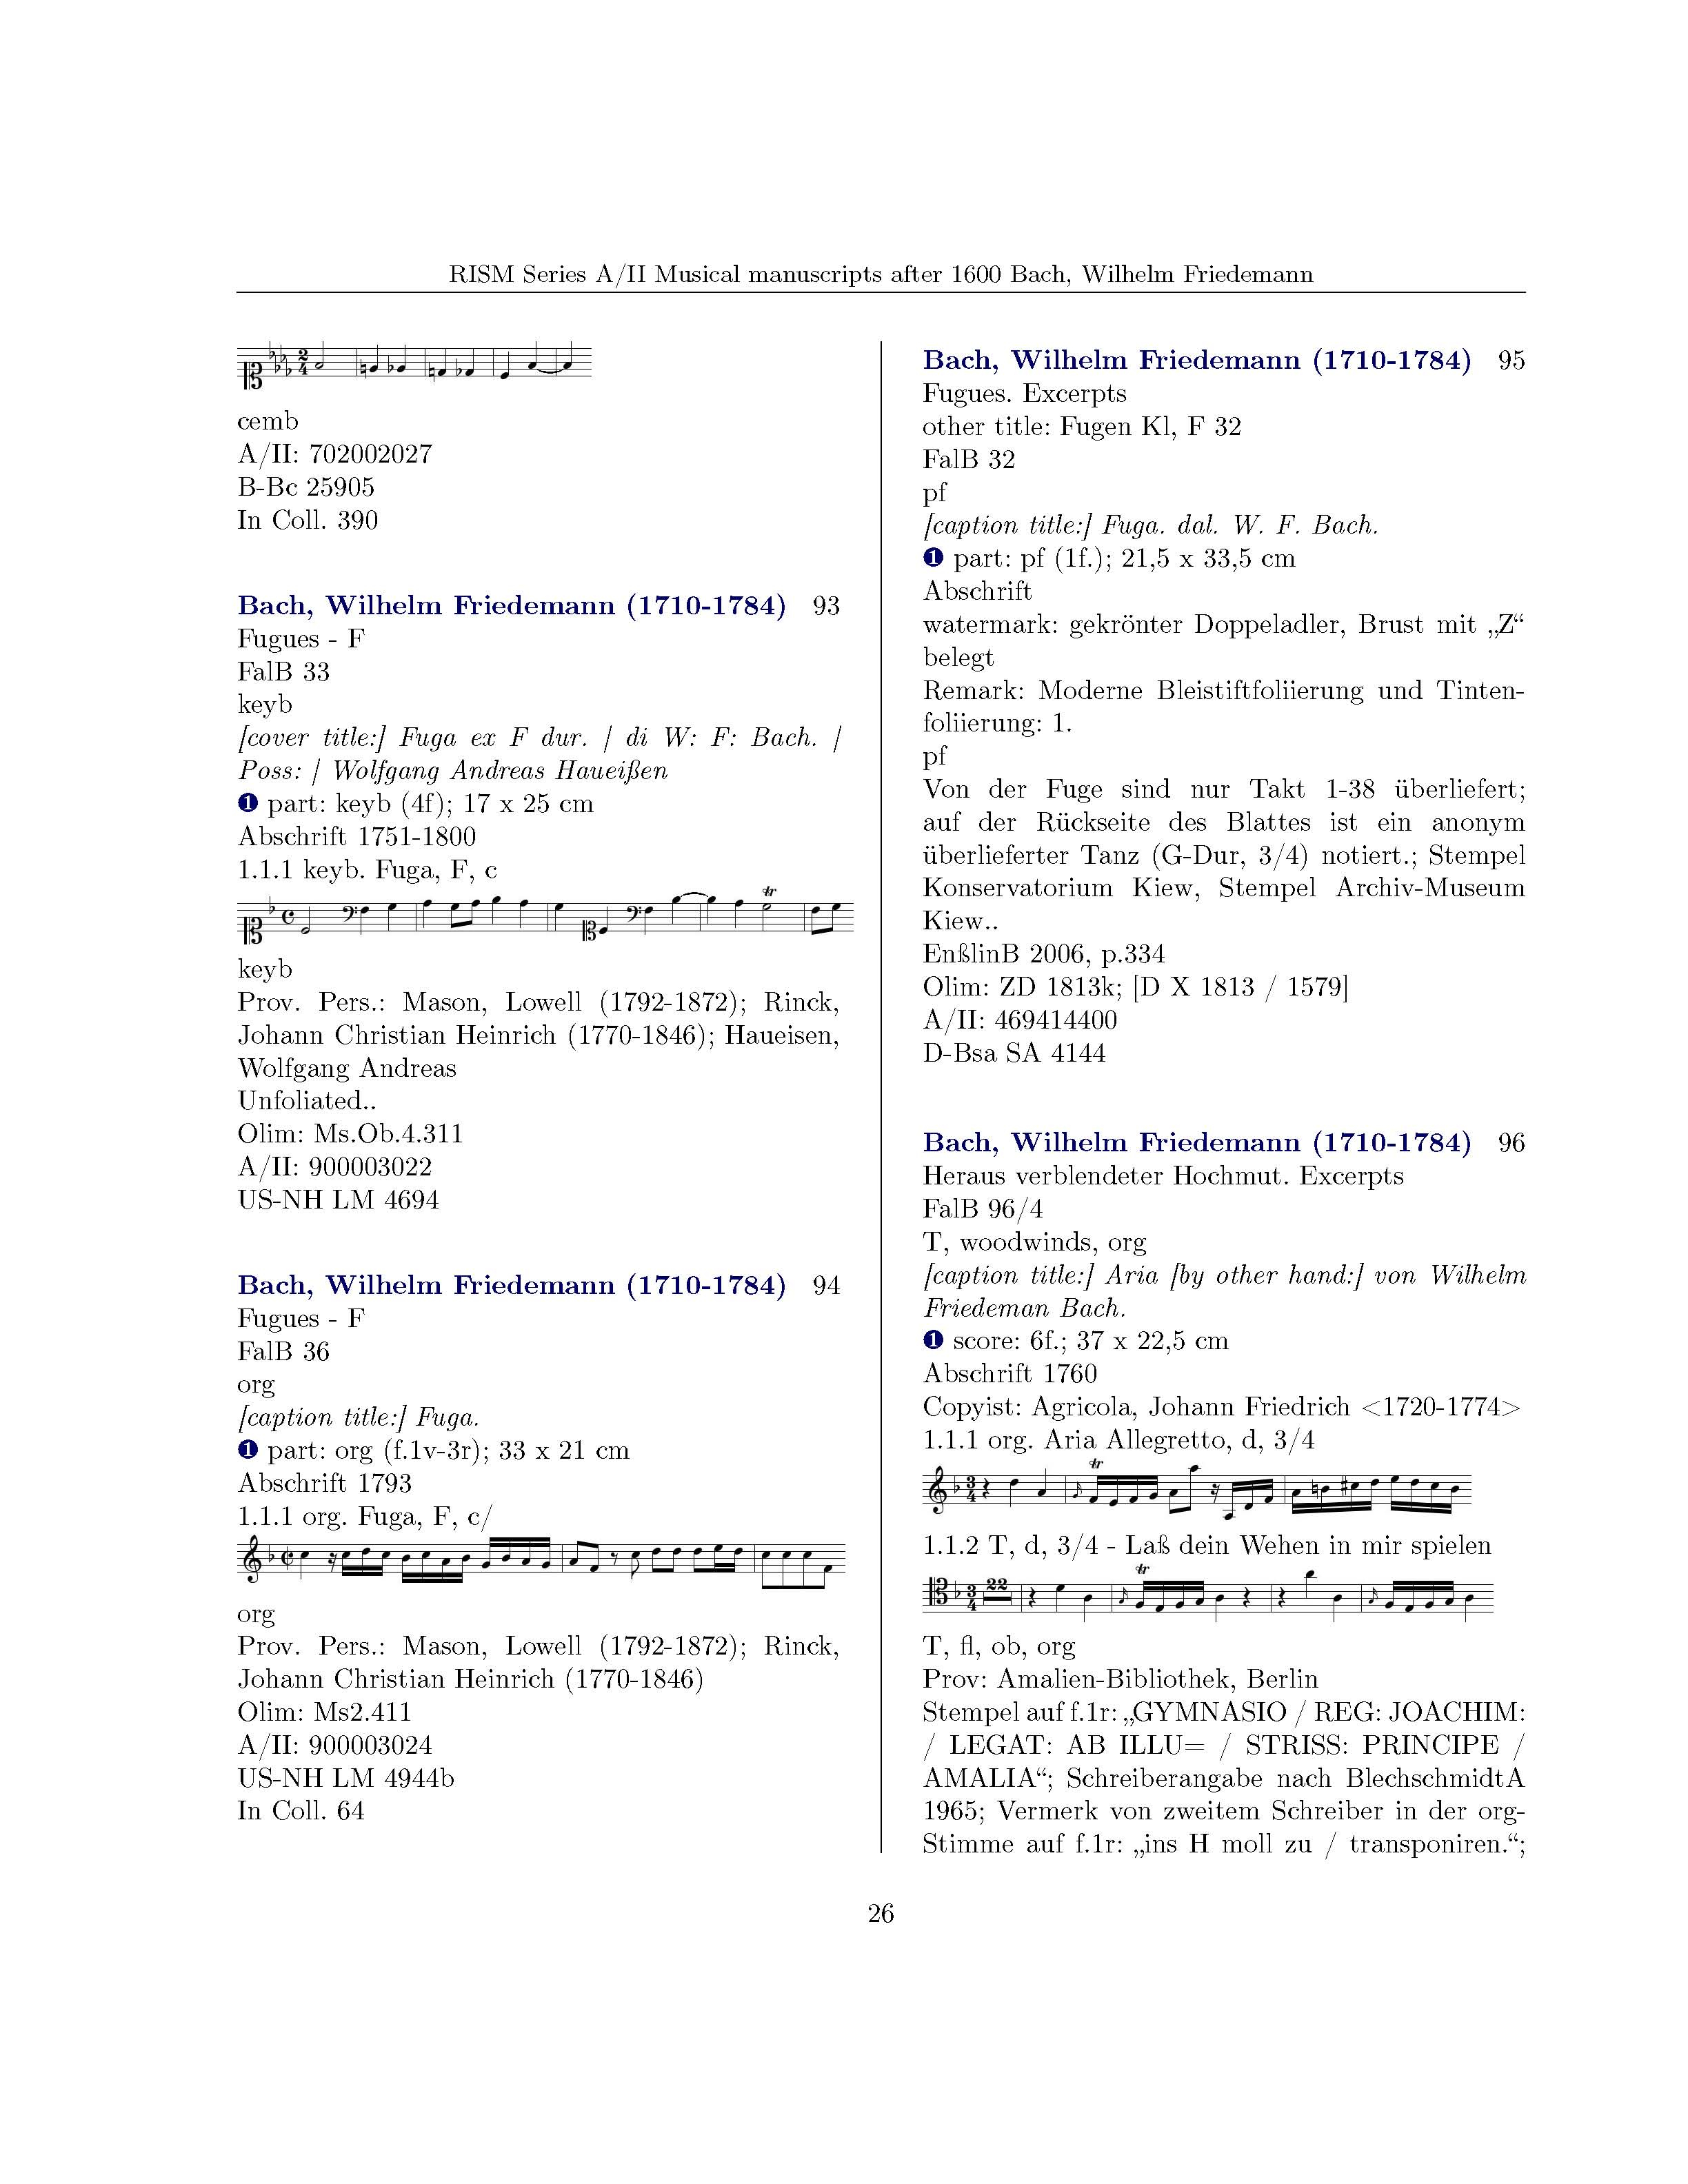 RISM Series A/II Musical manuscripts after 1600 Bach, Wilhelm Friedemann
cemb
A/II: 702002027
B-Bc 25905
In Coll. 390
Bach, Wilhelm Friedemann (1710-1784) 93
Fugues - F
FalB 33
keyb
[cover title:] Fuga ex F dur. | di W: F: Bach. |
Poss: | Wolfgang Andreas Haueißen
1 part: keyb (4f); 17 x 25 cm
Abschrift 1751-1800
1.1.1 keyb. Fuga, F, c
keyb
Prov. Pers.: Mason, Lowell (1792-1872); Rinck,
Johann Christian Heinrich (1770-1846); Haueisen,
Wolfgang Andreas
Unfoliated..
Olim: Ms.Ob.4.311
A/II: 900003022
US-NH LM 4694
Bach, Wilhelm Friedemann (1710-1784) 94
Fugues - F
FalB 36
org
[caption title:] Fuga.
1 part: org (f.1v-3r); 33 x 21 cm
Abschrift 1793
1.1.1 org. Fuga, F, c/
org
Prov. Pers.: Mason, Lowell (1792-1872); Rinck,
Johann Christian Heinrich (1770-1846)
Olim: Ms2.411
A/II: 900003024
US-NH LM 4944b
In Coll. 64
Bach, Wilhelm Friedemann (1710-1784) 95
Fugues. Excerpts
other title: Fugen Kl, F 32
FalB 32
pf
[caption title:] Fuga. dal. W. F. Bach.
1 part: pf (1f.); 21,5 x 33,5 cm
Abschrift
watermark: gekrönter Doppeladler, Brust mit „Z“
belegt
Remark: Moderne Bleistiftfoliierung und Tinten-
foliierung: 1.
pf
Von der Fuge sind nur Takt 1-38 überliefert;
auf der Rückseite des Blattes ist ein anonym
überlieferter Tanz (G-Dur, 3/4) notiert.; Stempel
Konservatorium Kiew, Stempel Archiv-Museum
Kiew..
EnßlinB 2006, p.334
Olim: ZD 1813k; [D X 1813 / 1579]
A/II: 469414400
D-Bsa SA 4144
Bach, Wilhelm Friedemann (1710-1784) 96
Heraus verblendeter Hochmut. Excerpts
FalB 96/4
T, woodwinds, org
[caption title:] Aria [by other hand:] von Wilhelm
Friedeman Bach.
1 score: 6f.; 37 x 22,5 cm
Abschrift 1760
Copyist: Agricola, Johann Friedrich <1720-1774>
1.1.1 org. Aria Allegretto, d, 3/4
tr
1.1.2 T, d, 3/4 - Laß dein Wehen in mir spielen
22 tr
T, fl, ob, org
Prov: Amalien-Bibliothek, Berlin
Stempel auf f.1r: „GYMNASIO / REG: JOACHIM:
/ LEGAT: AB ILLU= / STRISS: PRINCIPE /
AMALIA“; Schreiberangabe nach BlechschmidtA
1965; Vermerk von zweitem Schreiber in der org-
Stimme auf f.1r: „ins H moll zu / transponiren.“;
26